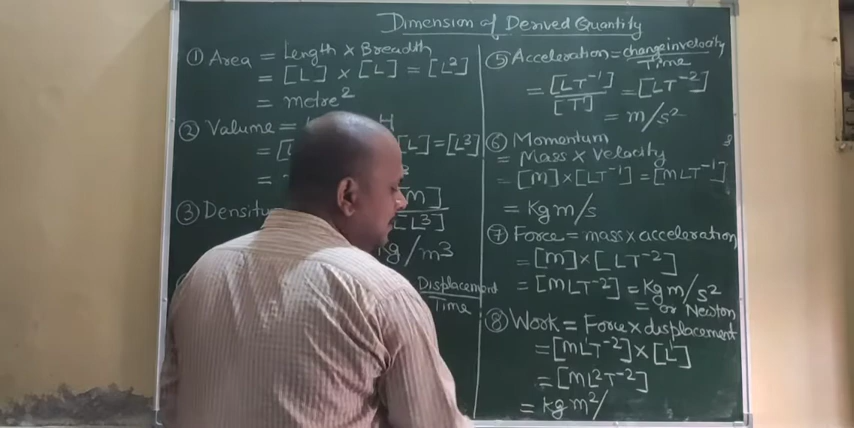 Dimension of Derived Quantity
① Area = Length × Breadth
= [L] × [L] = [L²]
= metre²
② Valume = H
[L] = [L³]
=
③ Density
[L³]
Kg/m3
Displacement
Time
⑤ Acceleration = change in velocity
Time
= [LT⁻¹] = [LT⁻²]
[T]
= m/s²
⑥ Momentum
= Mass × Velocity
= [M] × [LT⁻¹] = [MLT⁻¹]
= Kg m/s
⑦ Force = mass × acceleration
= [M] × [LT⁻²]
= [MLT⁻²] = Kg m/s²
= or Newton
⑧ Work = Force × displacement
= [MLT⁻²] × [L]
= [ML²T⁻²]
= kg m²/